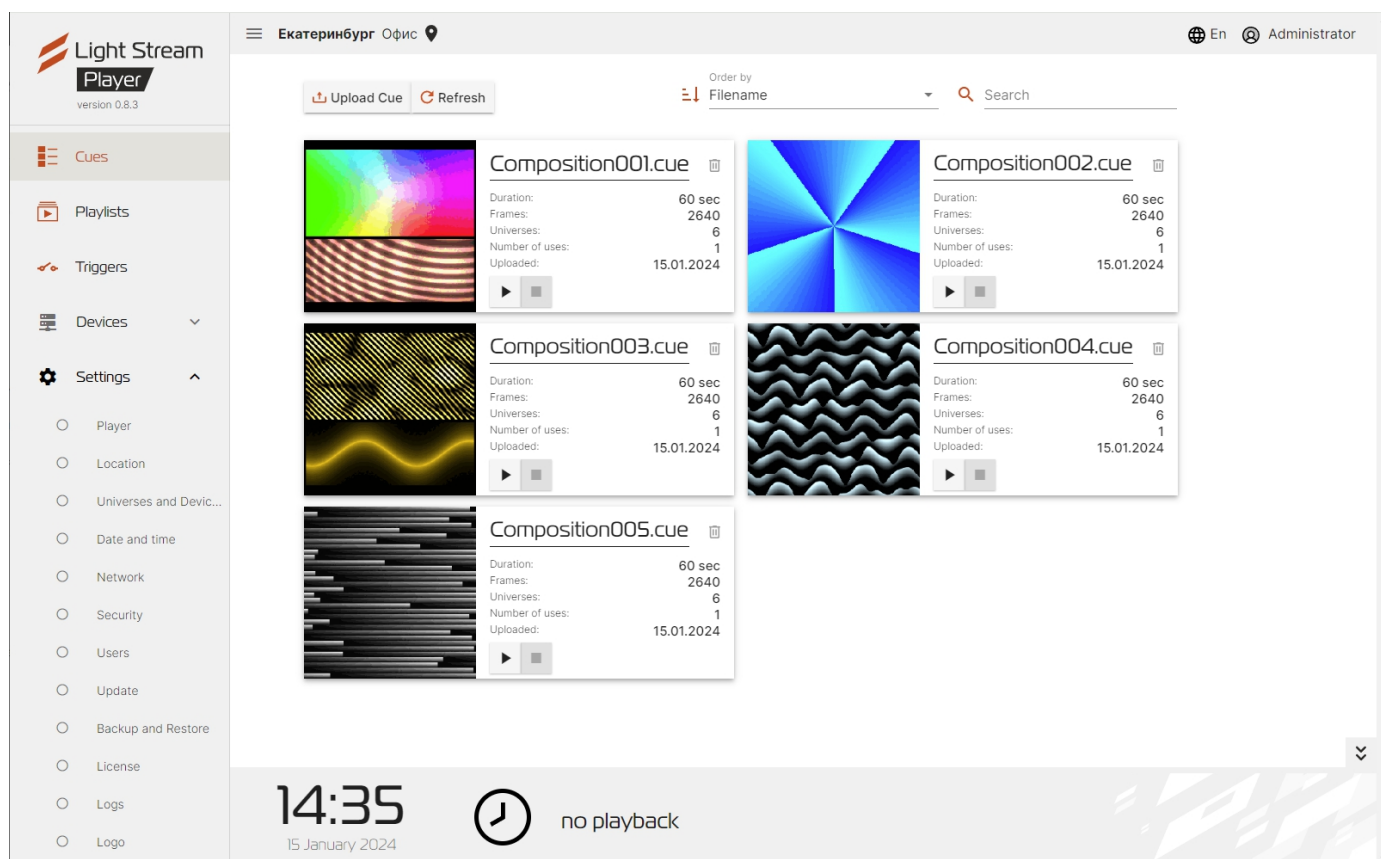 Light Stream
Player
version 0.8.3
Cues
Playlists
Triggers
Devices
Settings
Player
Location
Universes and Devic...
Date and time
Network
Security
Users
Update
Backup and Restore
License
Logs
Logo
Екатеринбург Офис
En
Administrator
Upload Cue
Refresh
Order by
Filename
Search
Composition001.cue
Duration: 60 sec
Frames: 2640
Universes: 6
Number of uses: 1
Uploaded: 15.01.2024
Composition002.cue
Duration: 60 sec
Frames: 2640
Universes: 6
Number of uses: 1
Uploaded: 15.01.2024
Composition003.cue
Duration: 60 sec
Frames: 2640
Universes: 6
Number of uses: 1
Uploaded: 15.01.2024
Composition004.cue
Duration: 60 sec
Frames: 2640
Universes: 6
Number of uses: 1
Uploaded: 15.01.2024
Composition005.cue
Duration: 60 sec
Frames: 2640
Universes: 6
Number of uses: 1
Uploaded: 15.01.2024
14:35
15 January 2024
no playback